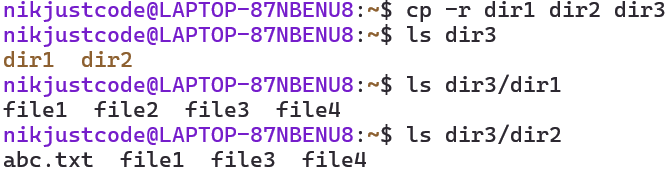 nikjustcode@LAPTOP-87NBENU8:~$ cp -r dir1 dir2 dir3
nikjustcode@LAPTOP-87NBENU8:~$ ls dir3
dir1  dir2
nikjustcode@LAPTOP-87NBENU8:~$ ls dir3/dir1
file1  file2  file3  file4
nikjustcode@LAPTOP-87NBENU8:~$ ls dir3/dir2
abc.txt  file1  file3  file4